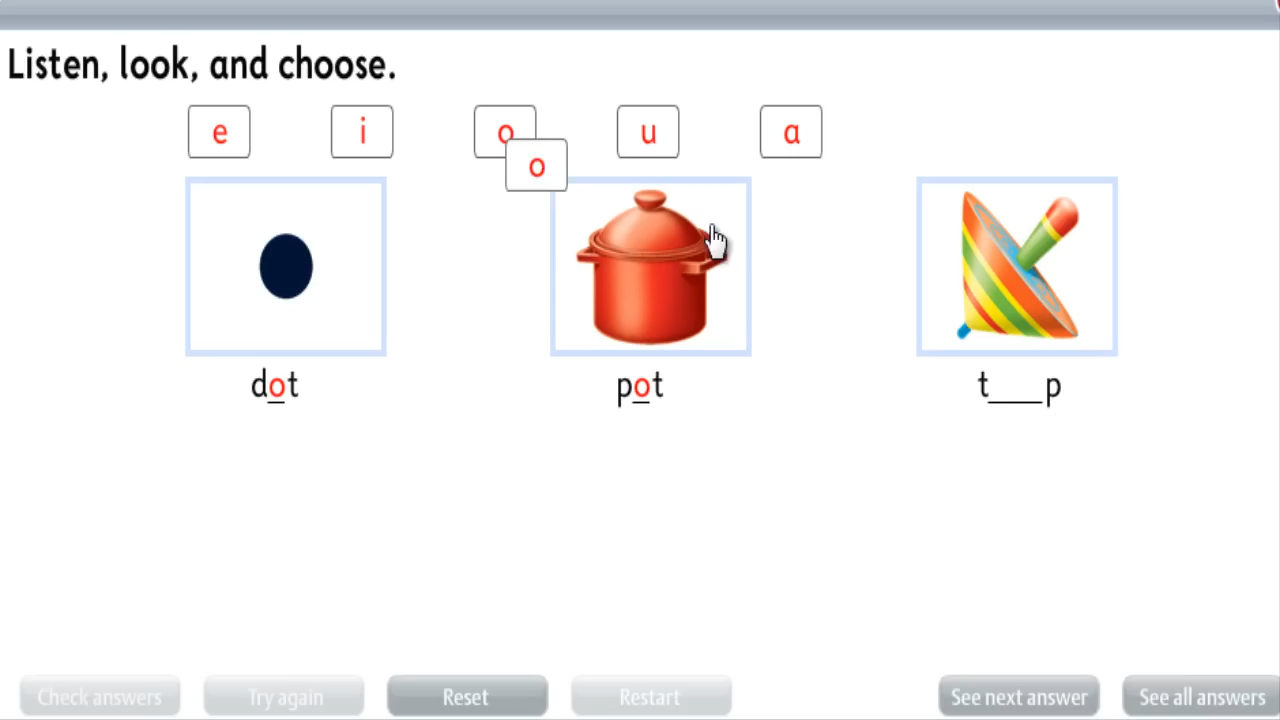 Listen, look, and choose.
e i o u a
o
dot pot t___p
Check answers Try again Reset Restart See next answer See all answers